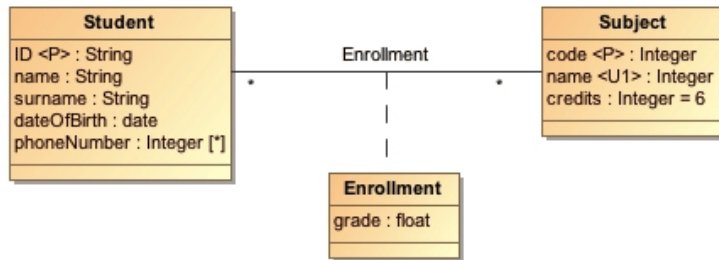 Student
ID <P> : String
name : String
surname : String
dateOfBirth : date
phoneNumber : Integer [*]
Enrollment
*
*
Subject
code <P> : Integer
name <U1> : Integer
credits : Integer = 6
Enrollment
grade : float